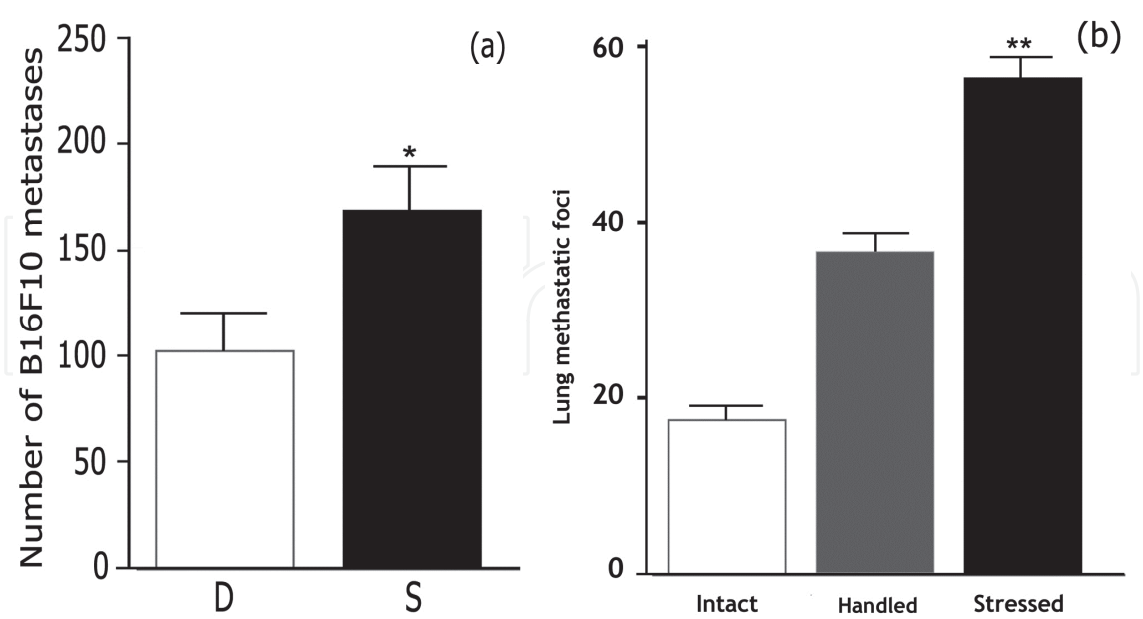 (a)
Number of B16F10 metastases
250
200
150
100
50
0
*
D
S
(b)
Lung methastatic foci
60
40
20
0
**
Intact
Handled
Stressed